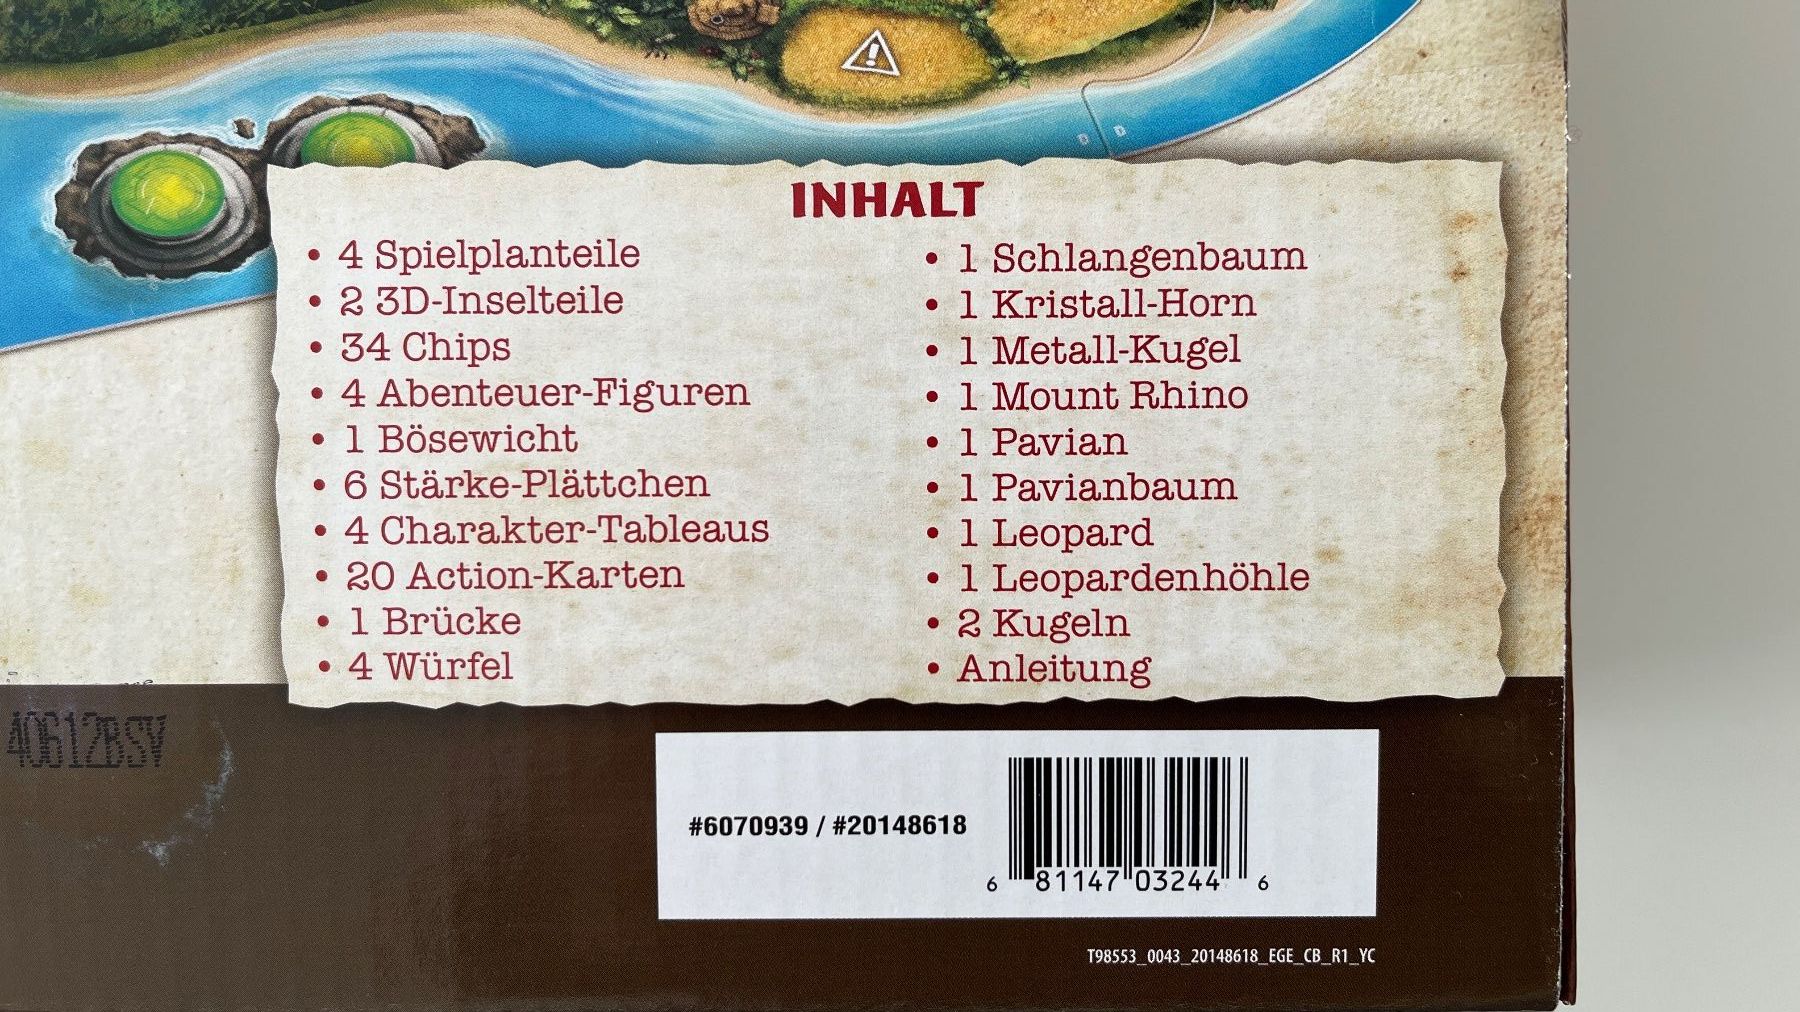 INHALT
• 4 Spielplanteile
• 2 3D-Inselteile
• 34 Chips
• 4 Abenteuer-Figuren
• 1 Bösewicht
• 6 Stärke-Plättchen
• 4 Charakter-Tableaus
• 20 Action-Karten
• 1 Brücke
• 4 Würfel
• 1 Schlangenbaum
• 1 Kristall-Horn
• 1 Metall-Kugel
• 1 Mount Rhino
• 1 Pavian
• 1 Pavianbaum
• 1 Leopard
• 1 Leopardenhöhle
• 2 Kugeln
• Anleitung
40612BSV
#6070939 / #20148618
6 81147 03244 6
T98553_0043_20148618_EGE_CB_R1_YC